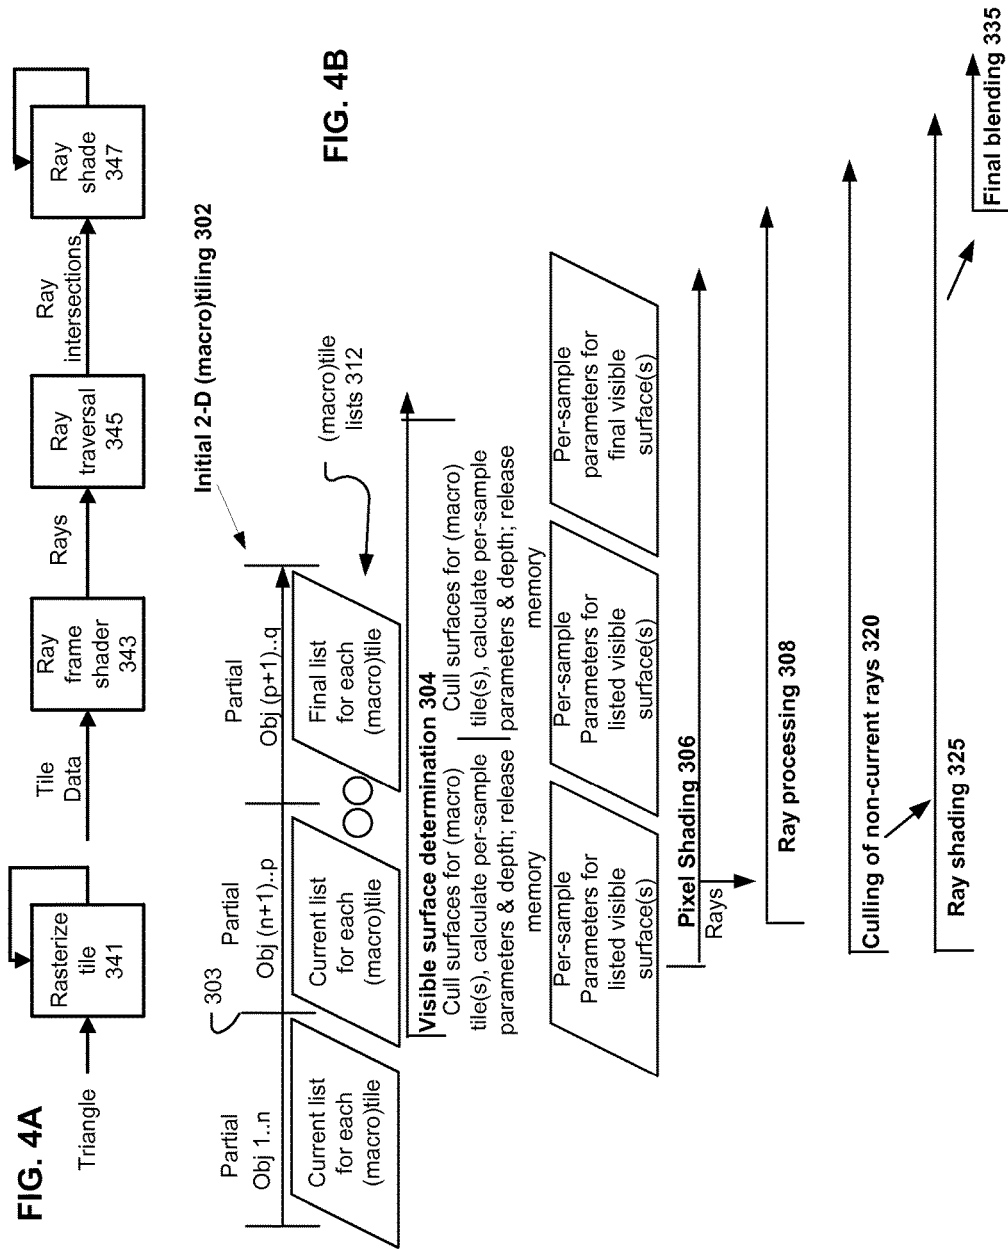 FIG. 4A
Triangle
Rasterize
tile
341
Tile
Data
Ray
frame
shader
343
Rays
Ray
traversal
345
Ray
intersections
Ray
shade
347
FIG. 4B
Initial 2-D (macro)tiling 302
303
Partial
Obj 1..n
Partial
Obj (n+1)..p
Partial
Obj (p+1)..q
Current list
for each
(macro)tile
Current list
for each
(macro)tile
Final list
for each
(macro)tile
(macro)tile
lists 312
Visible surface determination 304
Cull surfaces for (macro)
tile(s), calculate per-sample
parameters & depth; release
memory
Cull surfaces for (macro)
tile(s), calculate per-sample
parameters & depth; release
memory
Per-sample
Parameters for
listed visible
surface(s)
Per-sample
Parameters for
listed visible
surface(s)
Per-sample
parameters for
final visible
surface(s)
Pixel Shading 306
Rays
Ray processing 308
Culling of non-current rays 320
Ray shading 325
Final blending 335